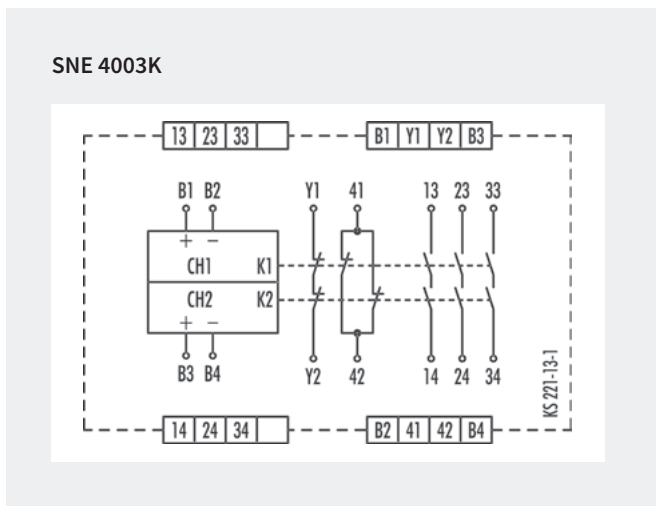 SNE 4003K
13 23 33 B1 Y1 Y2 B3
B1 B2 Y1 41 13 23 33
+ −
CH1 K1
CH2 K2
+ −
B3 B4 Y2 42 14 24 34
KS 221-13-1
14 24 34 B2 41 42 B4